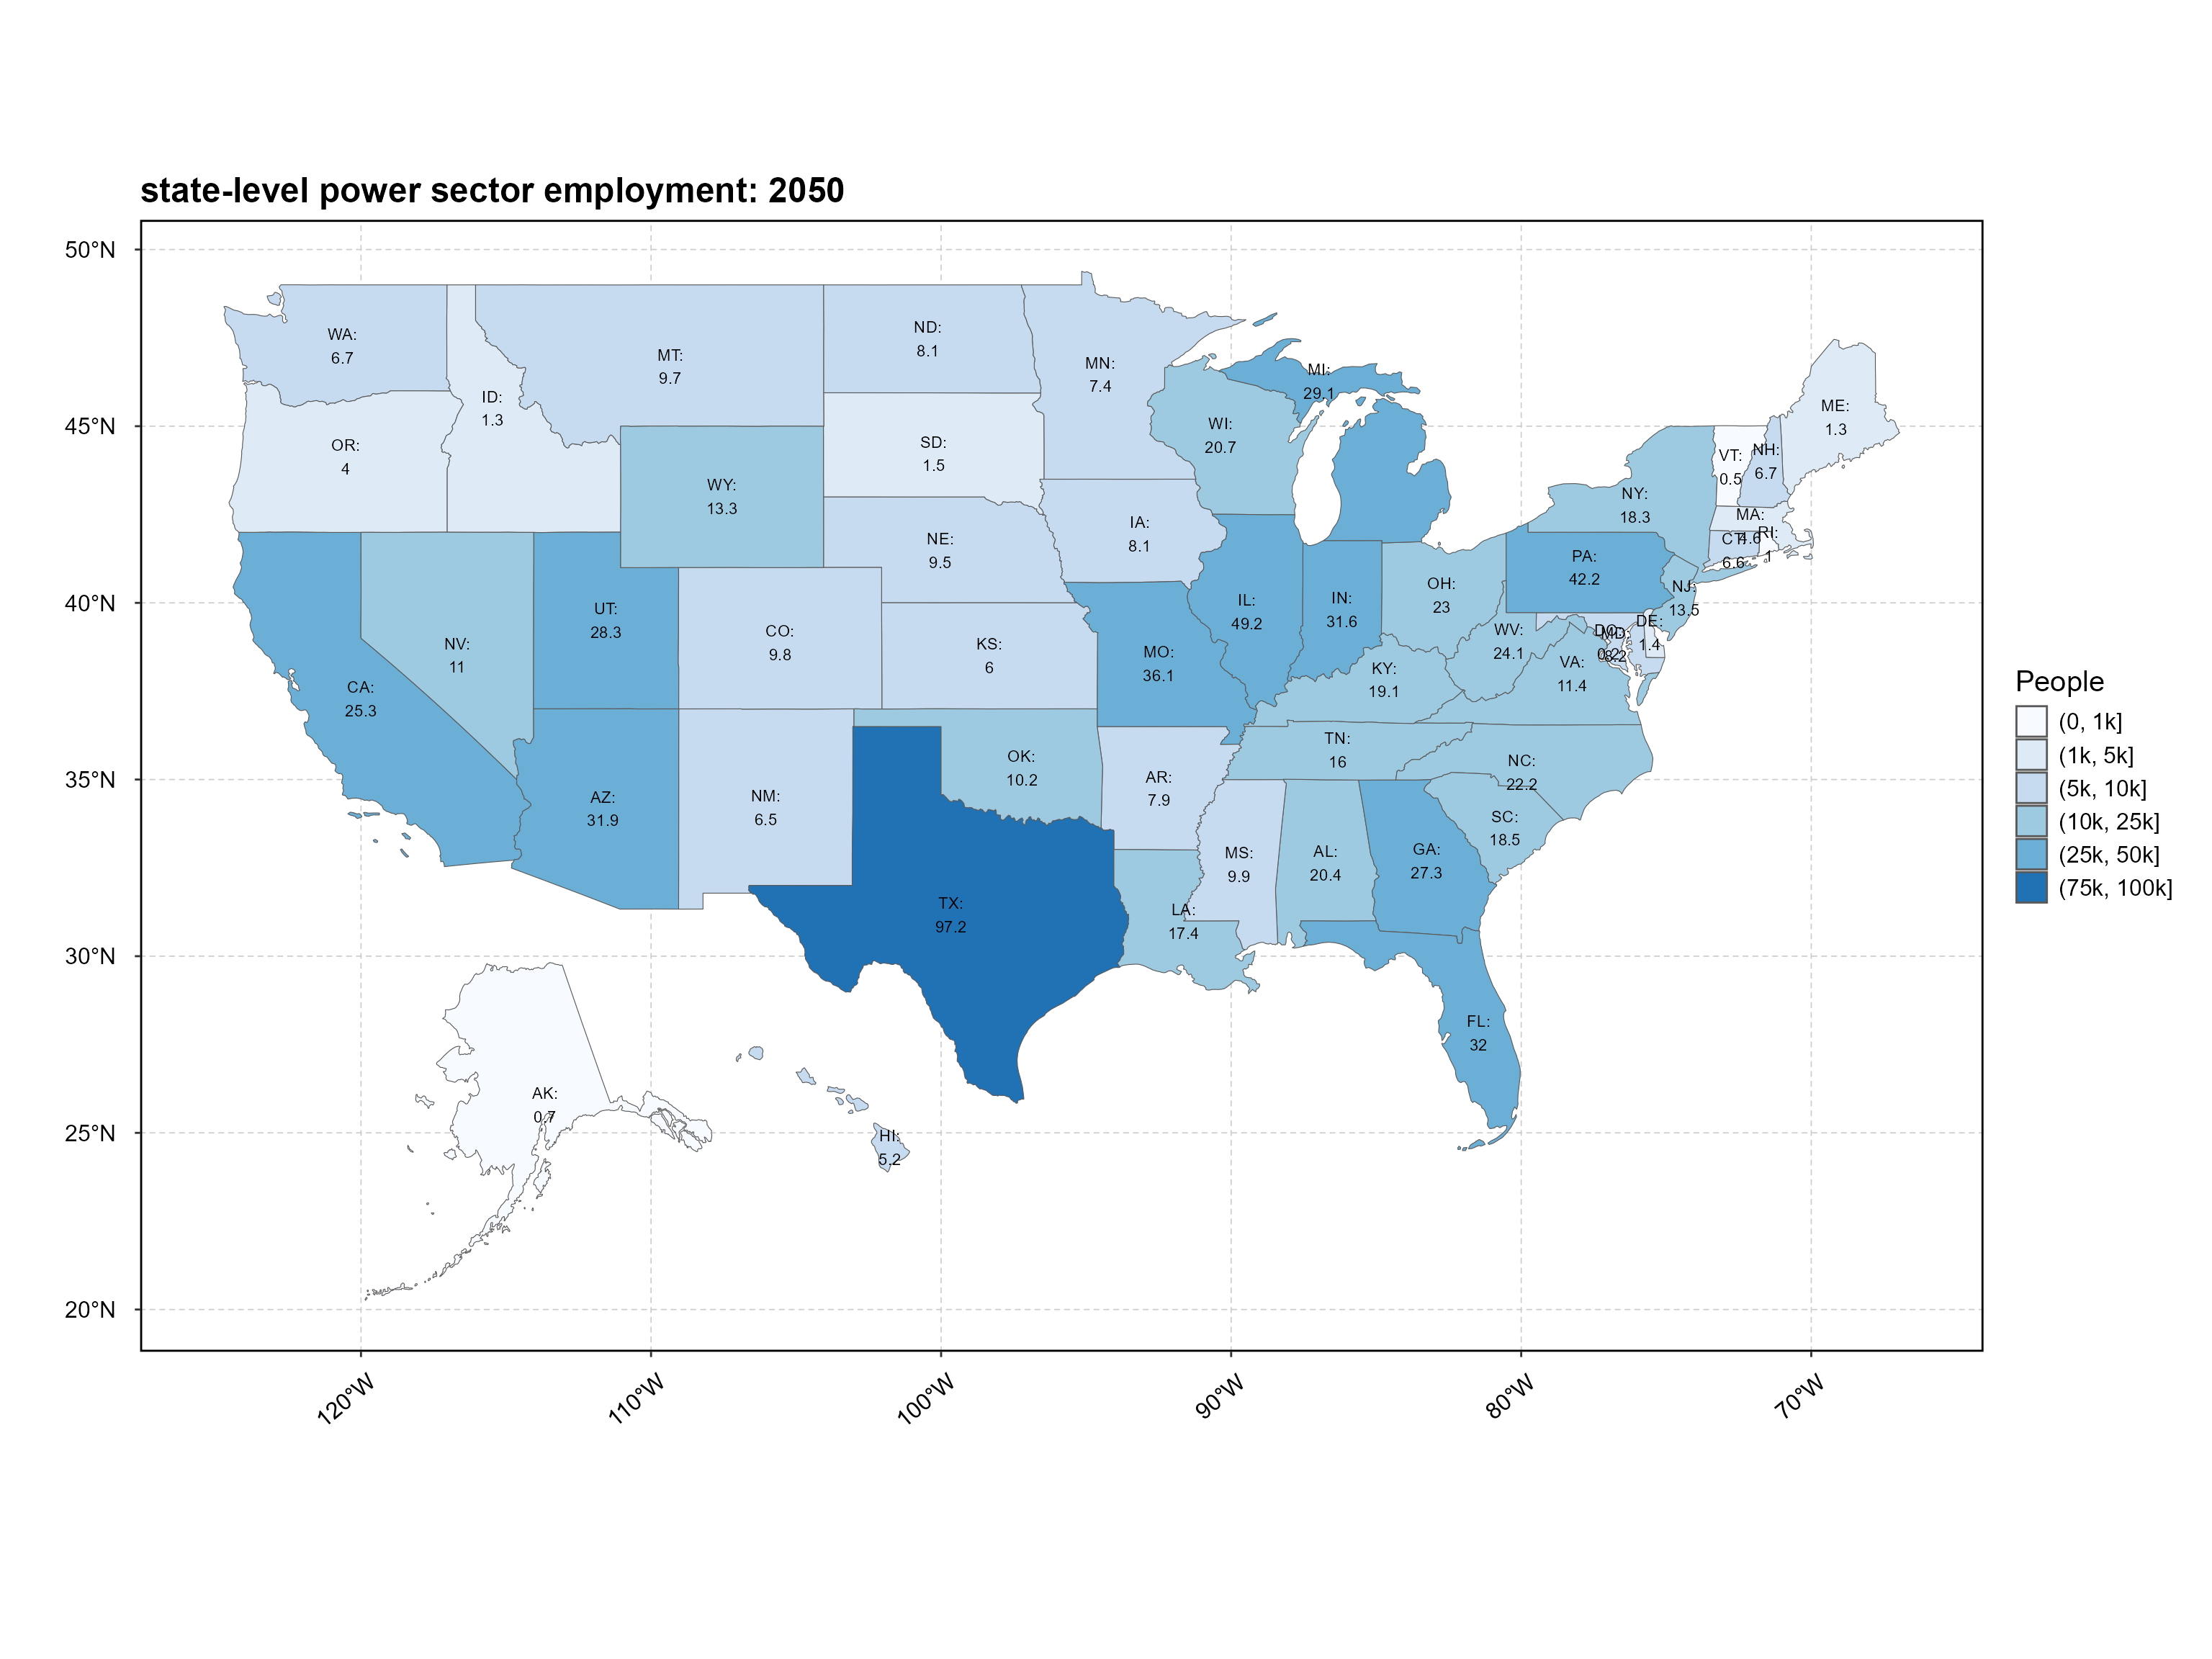 state-level power sector employment: 2050
50°N
45°N
40°N
35°N
30°N
25°N
20°N
120°W
110°W
100°W
90°W
80°W
70°W
WA:
6.7
OR:
4
ID:
1.3
MT:
9.7
ND:
8.1
SD:
1.5
MN:
7.4
WI:
20.7
MI:
29.1
WY:
13.3
NE:
9.5
IA:
8.1
CA:
25.3
NV:
11
UT:
28.3
CO:
9.8
KS:
6
MO:
36.1
IL:
49.2
IN:
31.6
OH:
23
KY:
19.1
WV:
24.1
VA:
11.4
PA:
42.2
NY:
18.3
VT:
0.5
NH:
6.7
ME:
1.3
MA:
4.6
RI:
1
CT:
6.6
NJ:
13.5
DE:
1.4
DC:
0.2
MD:
8.2
AZ:
31.9
NM:
6.5
TX:
97.2
OK:
10.2
AR:
7.9
TN:
16
NC:
22.2
SC:
18.5
MS:
9.9
AL:
20.4
GA:
27.3
LA:
17.4
FL:
32
AK:
0.7
HI:
5.2
People
(0, 1k]
(1k, 5k]
(5k, 10k]
(10k, 25k]
(25k, 50k]
(75k, 100k]